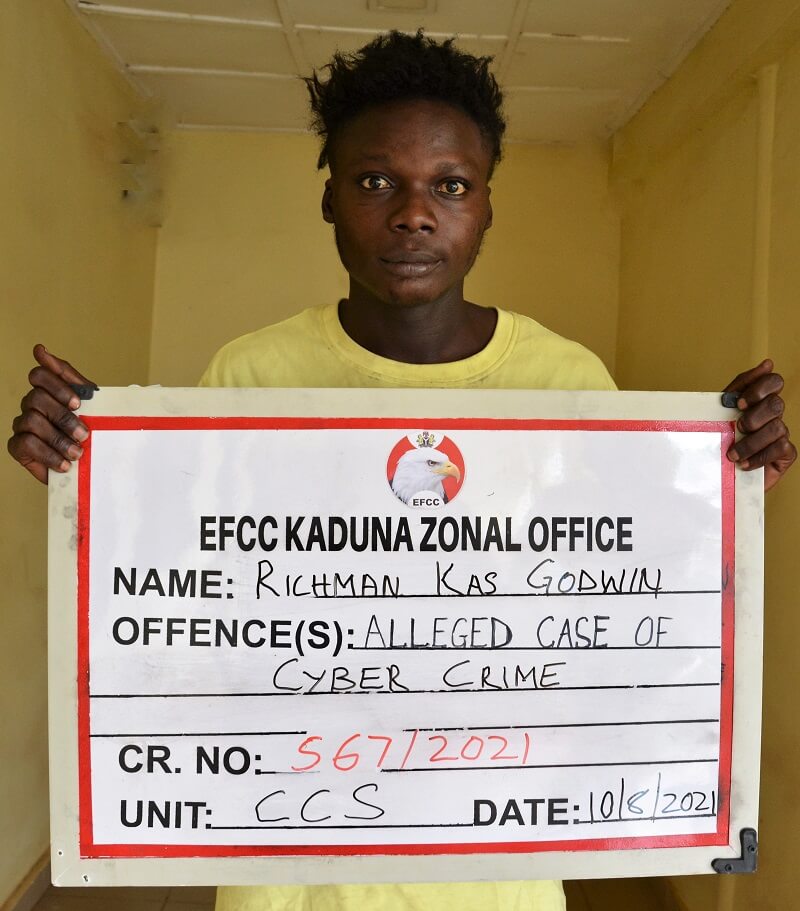 EFCC
EFCC KADUNA ZONAL OFFICE
NAME: RICHMAN KAS GODWIN
OFFENCE(S): ALLEGED CASE OF
CYBER CRIME
CR. NO: 567/2021
UNIT: CCS DATE: 10/8/2021